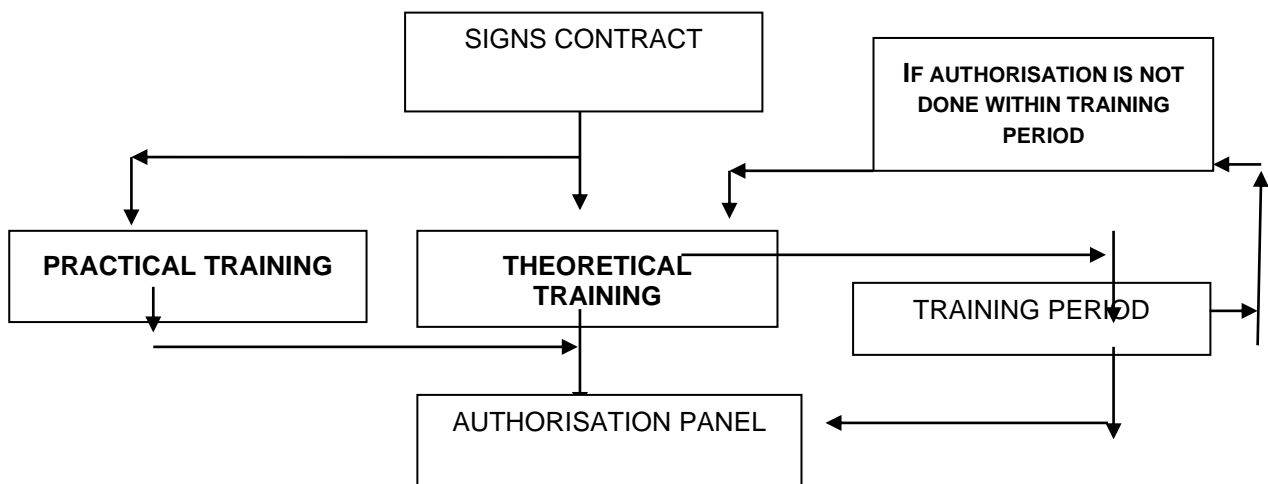 SIGNS CONTRACT
IF AUTHORISATION IS NOT
DONE WITHIN TRAINING
PERIOD
PRACTICAL TRAINING
THEORETICAL
TRAINING
TRAINING PERIOD
AUTHORISATION PANEL